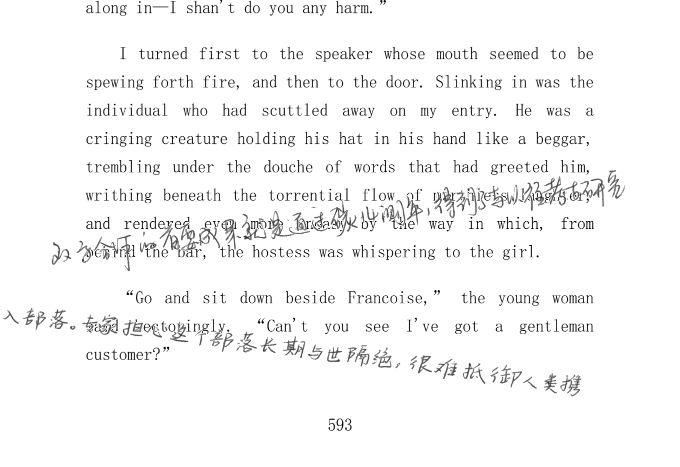 along in—I shan't do you any harm.”
I turned first to the speaker whose mouth seemed to be
spewing forth fire, and then to the door. Slinking in was the
individual who had scuttled away on my entry. He was a
cringing creature holding his hat in his hand like a beggar,
trembling under the douche of words that had greeted him,
writhing beneath the torrential flow of
and rendered even more uneasy by the way in which, from
behind the bar, the hostess was whispering to the girl.
“Go and sit down beside Francoise,” the young woman
“Can't you see I've got a gentleman
入部落。专家担心这个部落长期与世隔绝，很难抵御人类携
customer?”
593